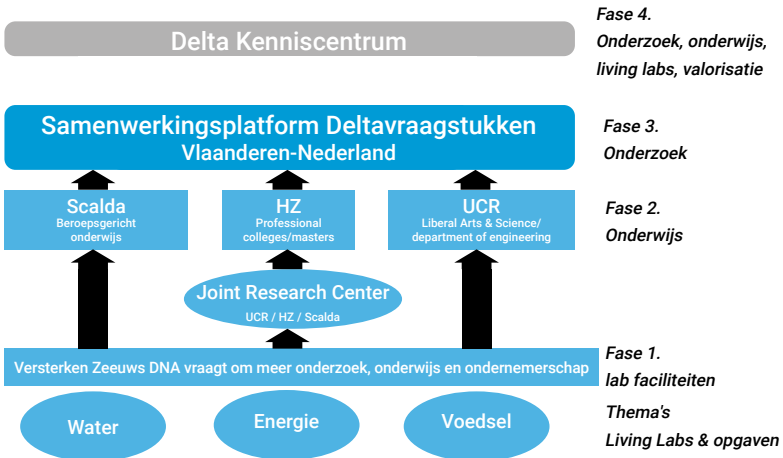 Delta Kenniscentrum
Fase 4.
Onderzoek, onderwijs,
living labs, valorisatie
Samenwerkingsplatform Deltavraagstukken
Vlaanderen-Nederland
Fase 3.
Onderzoek
Scalda
Beroepsgericht
onderwijs
HZ
Professional
colleges/masters
UCR
Liberal Arts & Science/
department of engineering
Fase 2.
Onderwijs
Joint Research Center
UCR / HZ / Scalda
Versterken Zeeuws DNA vraagt om meer onderzoek, onderwijs en ondernemerschap
Fase 1.
lab faciliteiten
Water
Energie
Voedsel
Thema's
Living Labs & opgaven